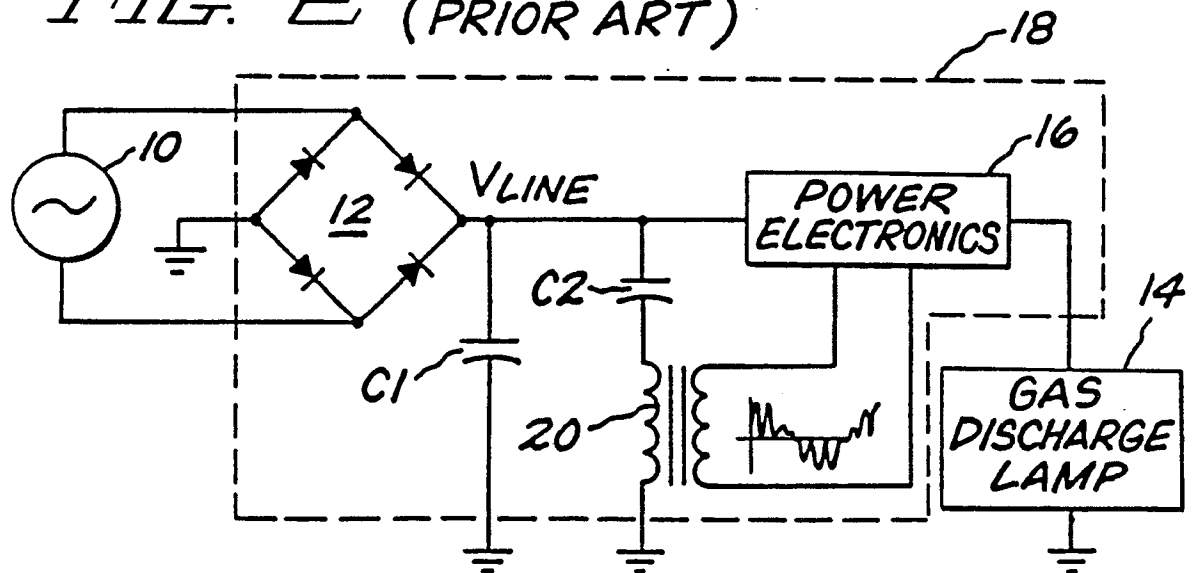 FIG. 2 (PRIOR ART)
18
10
16
12
VLINE
POWER
ELECTRONICS
C2
14
C1
20
GAS
DISCHARGE
LAMP